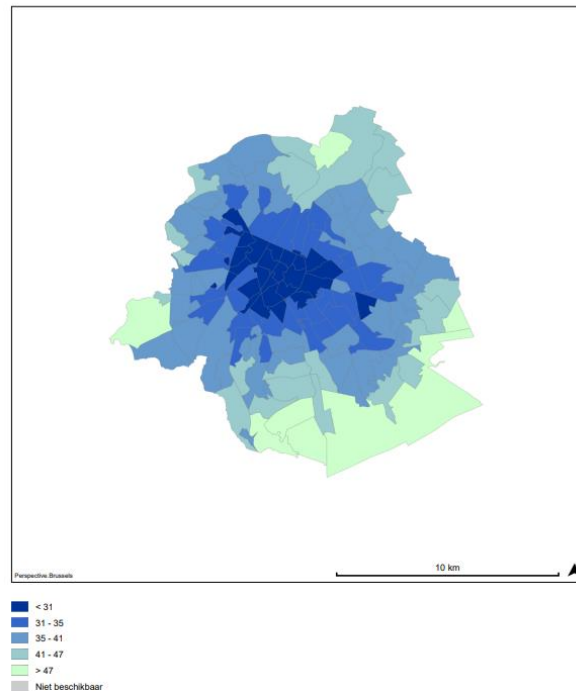 Perspective.Brussels
10 km
< 31
31 - 35
35 - 41
41 - 47
> 47
Niet beschikbaar